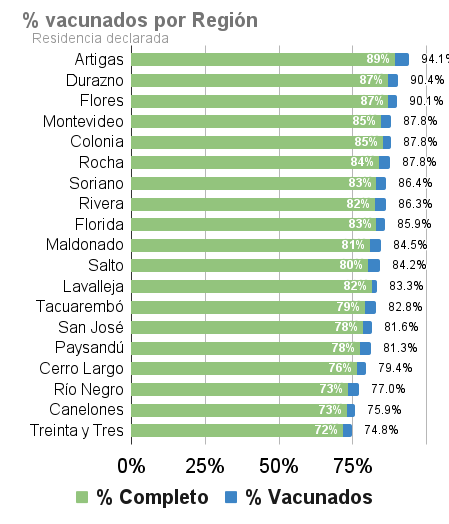 % vacunados por Región
Residencia declarada
Artigas 89% 94.1%
Durazno 87% 90.4%
Flores 87% 90.1%
Montevideo 85% 87.8%
Colonia 85% 87.8%
Rocha 84% 87.8%
Soriano 83% 86.4%
Rivera 82% 86.3%
Florida 83% 85.9%
Maldonado 81% 84.5%
Salto 80% 84.2%
Lavalleja 82% 83.3%
Tacuarembó 79% 82.8%
San José 78% 81.6%
Paysandú 78% 81.3%
Cerro Largo 76% 79.4%
Río Negro 73% 77.0%
Canelones 73% 75.9%
Treinta y Tres 72% 74.8%
0% 25% 50% 75%
% Completo % Vacunados